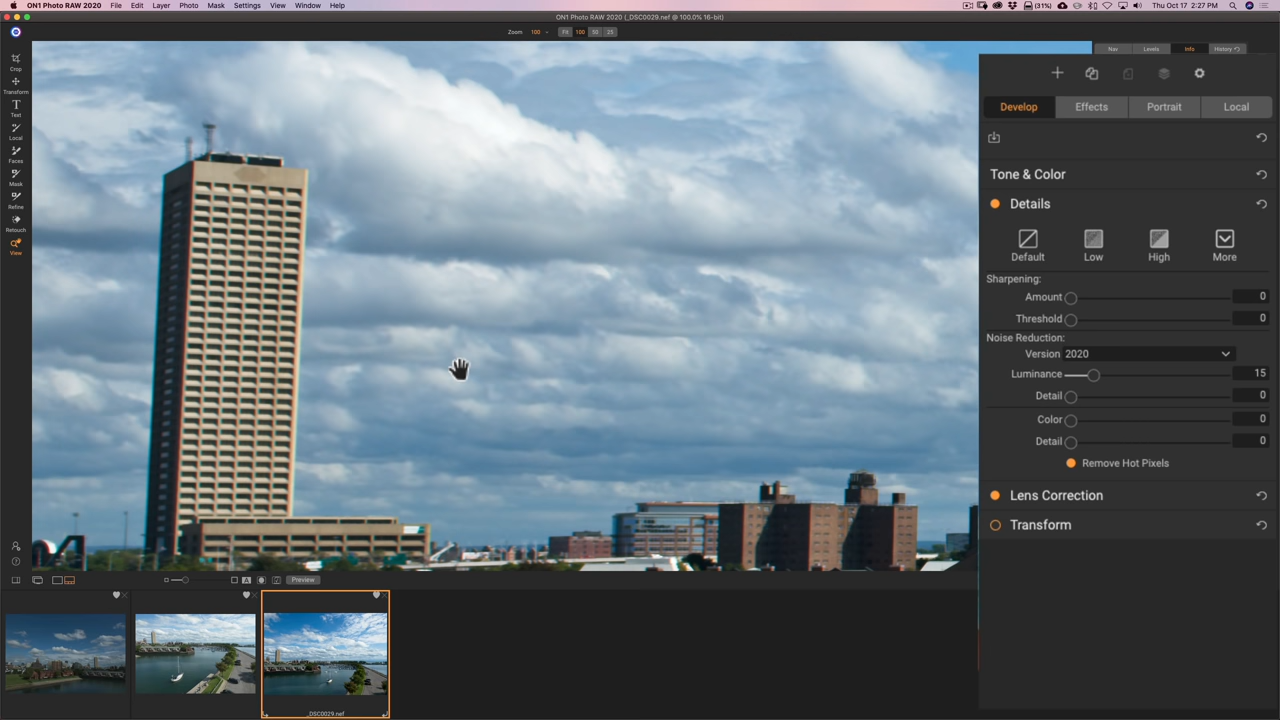 ON1 Photo RAW 2020 File Edit Layer Photo Mask Settings View Window Help (31%) Thu Oct 17 2:27 PM
ON1 Photo RAW 2020 (_DSC0029.nef @ 100.0% 16-bit)
Zoom 100 Fit 100 50 25
Nav Levels Info History
Crop
Transform
Text
Local
Faces
Mask
Refine
Retouch
View
Develop Effects Portrait Local
Tone & Color
Details
Default Low High More
Sharpening:
Amount 0
Threshold 0
Noise Reduction:
Version 2020
Luminance 15
Detail 0
Color 0
Detail 0
Remove Hot Pixels
Lens Correction
Transform
A Preview
_DSC0029.nef